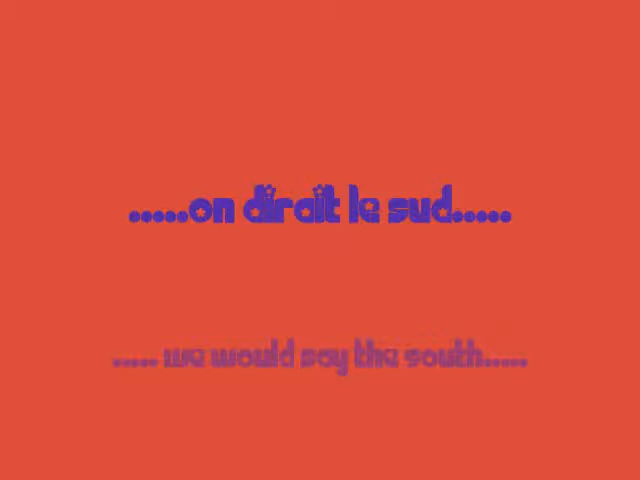 .....on dirait le sud.....
..... we would say the south.....